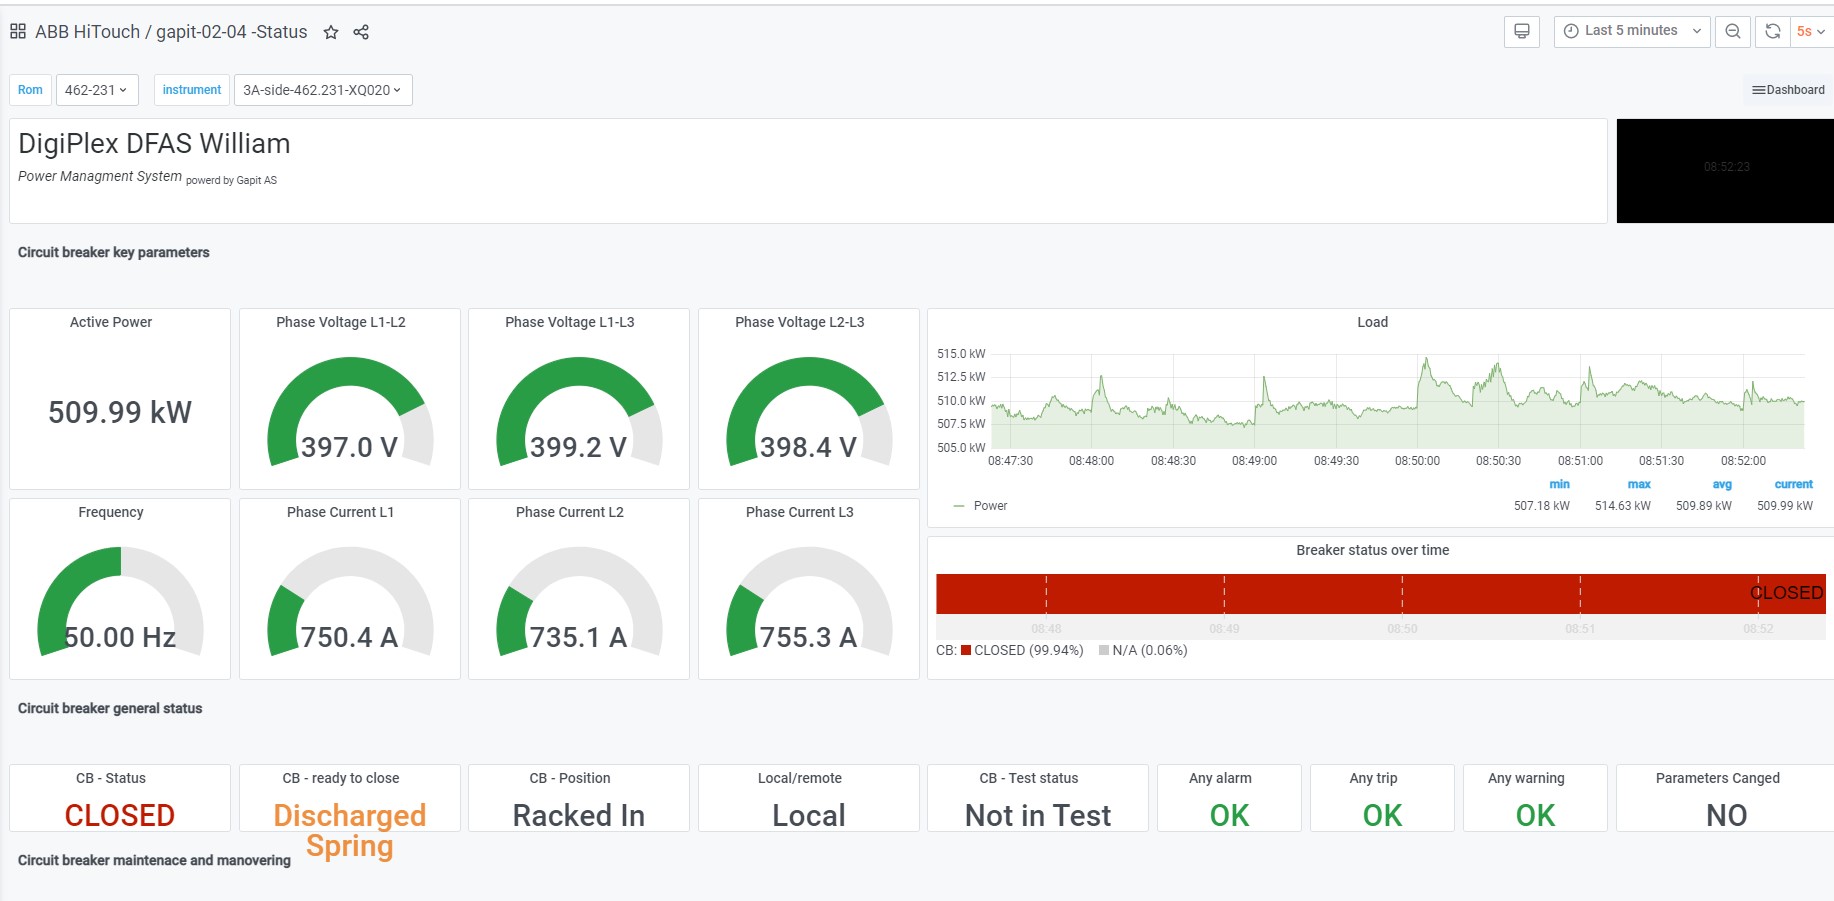 ABB HiTouch / gapit-02-04 -Status
Last 5 minutes
5s
Rom
462-231
instrument
3A-side-462.231-XQ020
Dashboard
DigiPlex DFAS William
Power Managment System powerd by Gapit AS
08:52:23
Circuit breaker key parameters
Active Power
509.99 kW
Phase Voltage L1-L2
397.0 V
Phase Voltage L1-L3
399.2 V
Phase Voltage L2-L3
398.4 V
Load
515.0 kW
512.5 kW
510.0 kW
507.5 kW
505.0 kW
08:47:30 08:48:00 08:48:30 08:49:00 08:49:30 08:50:00 08:50:30 08:51:00 08:51:30 08:52:00
min max avg current
Power 507.18 kW 514.63 kW 509.89 kW 509.99 kW
Frequency
50.00 Hz
Phase Current L1
750.4 A
Phase Current L2
735.1 A
Phase Current L3
755.3 A
Breaker status over time
CLOSED
08:48 08:49 08:50 08:51 08:52
CB: CLOSED (99.94%) N/A (0.06%)
Circuit breaker general status
CB - Status
CLOSED
CB - ready to close
Discharged
Spring
CB - Position
Racked In
Local/remote
Local
CB - Test status
Not in Test
Any alarm
OK
Any trip
OK
Any warning
OK
Parameters Canged
NO
Circuit breaker maintenace and manovering